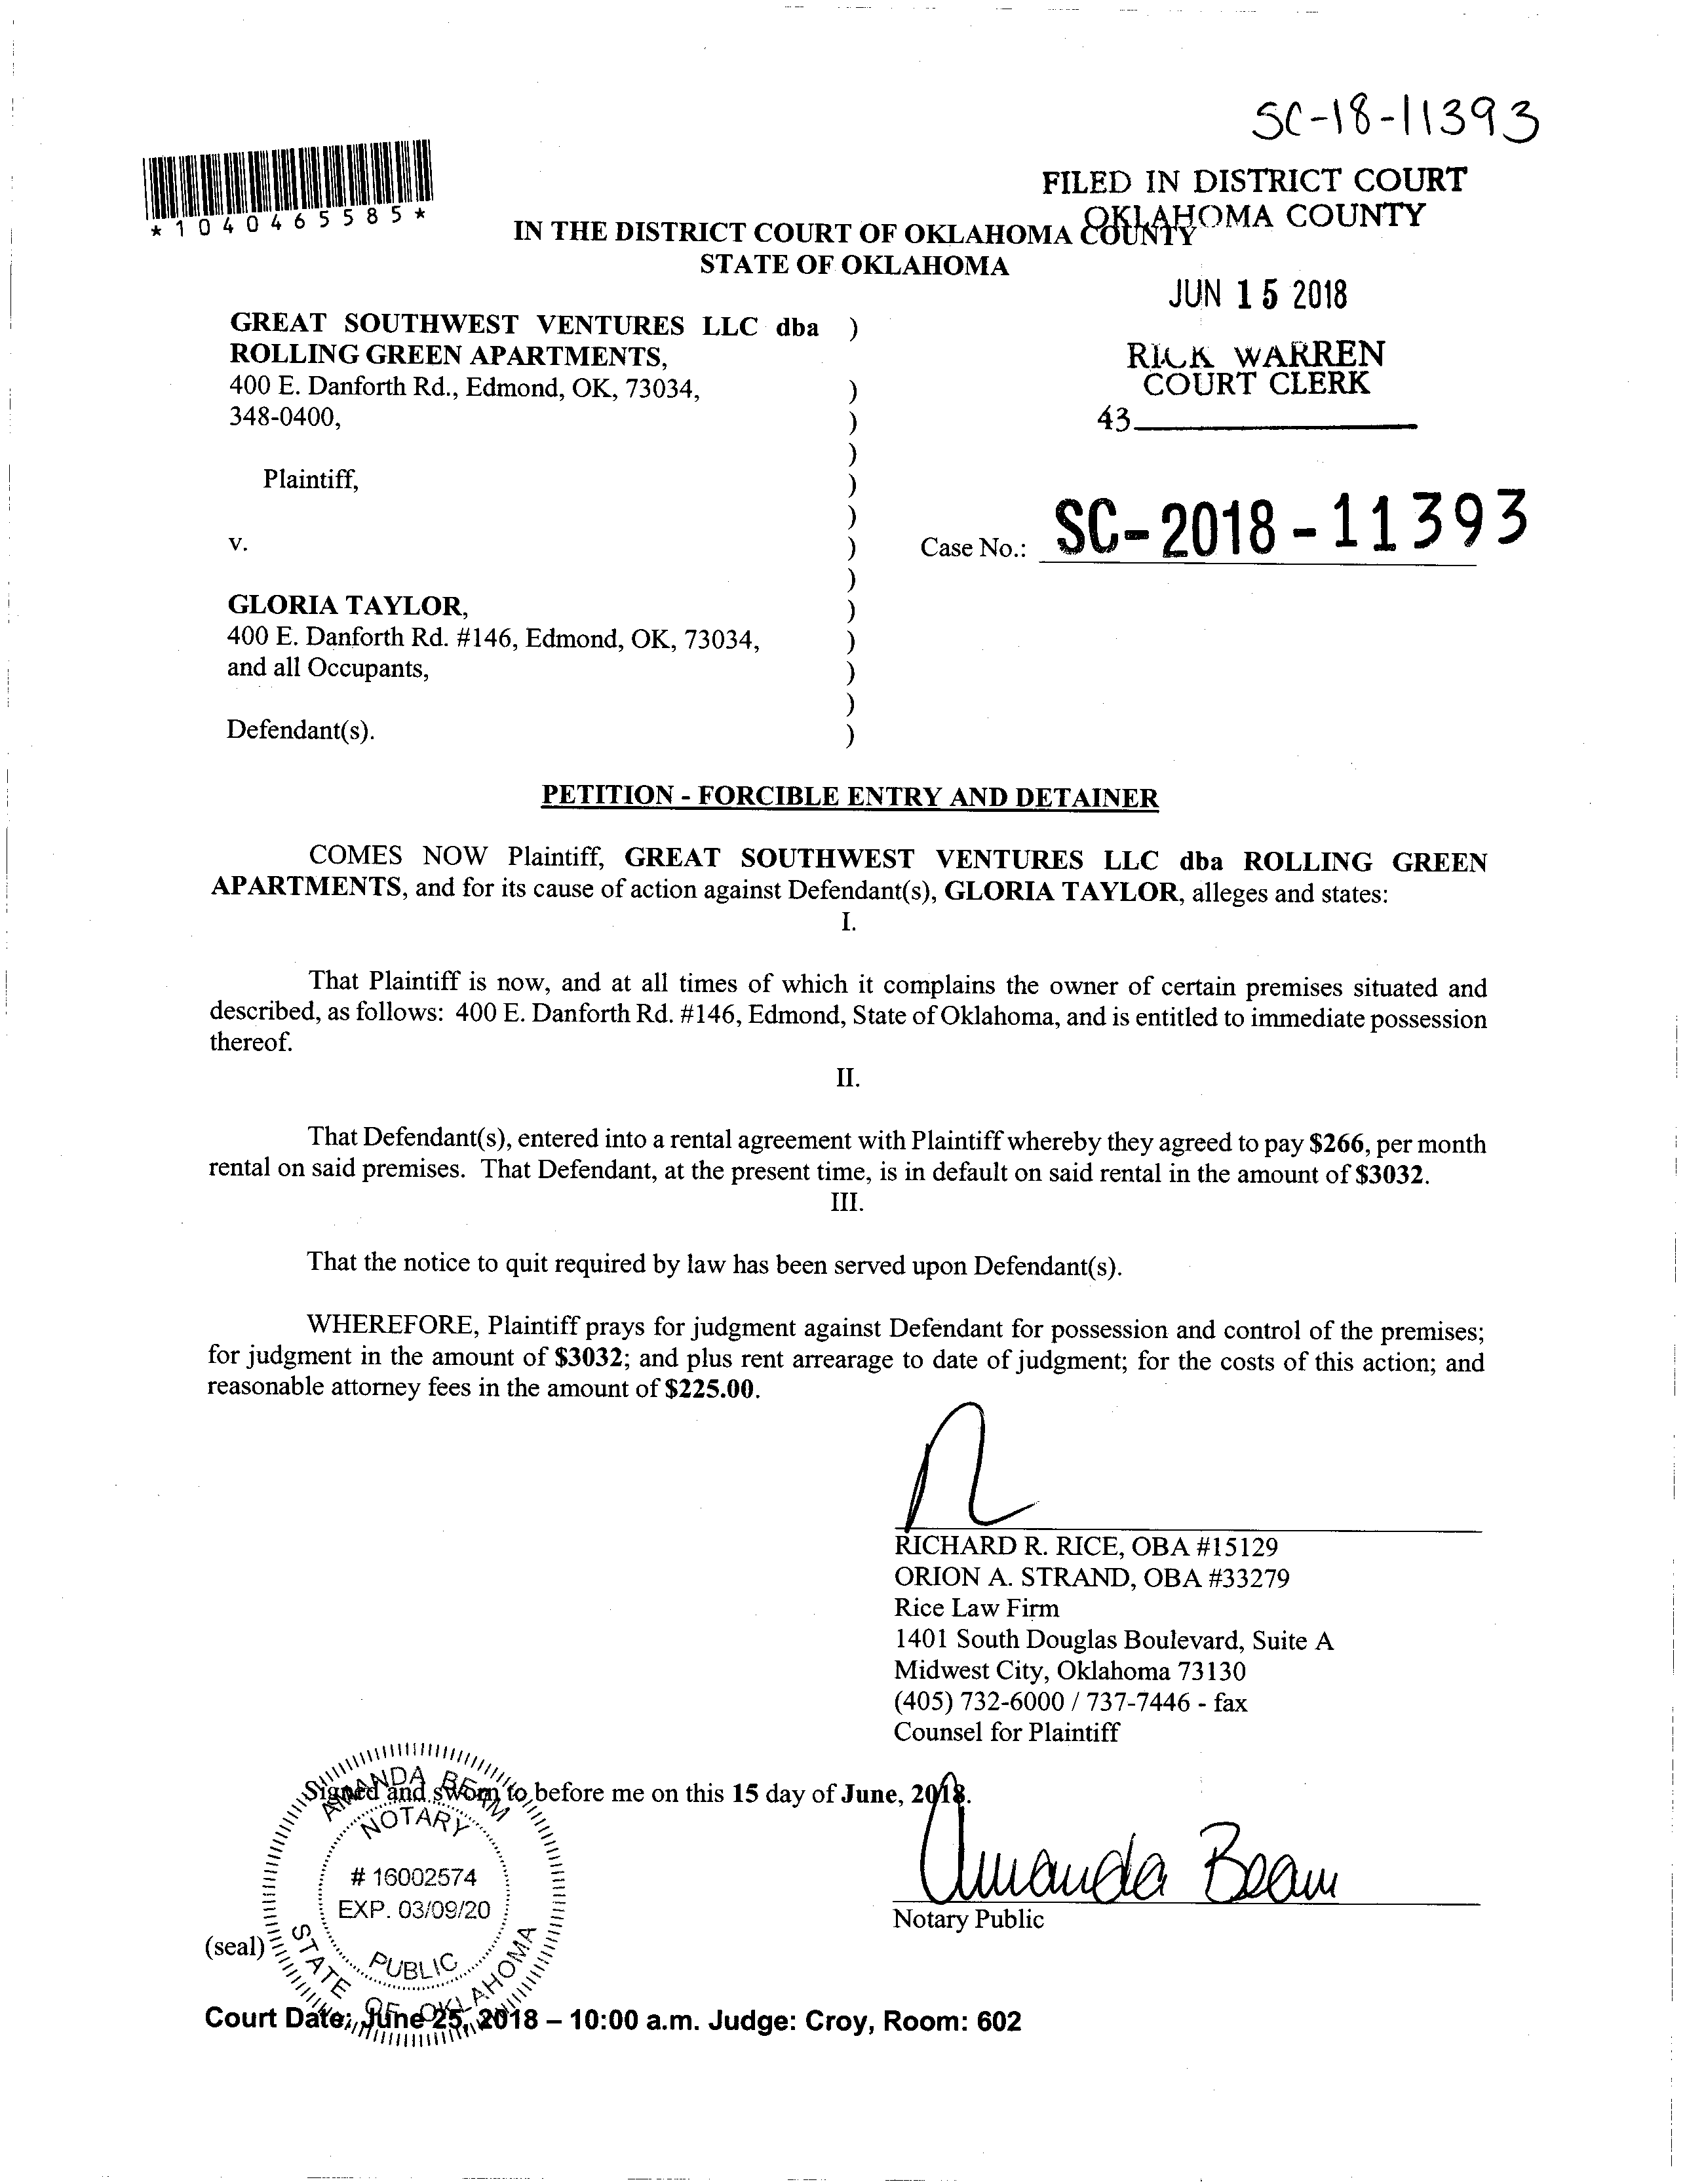 SC-18-11393
*1040465585*
FILED IN DISTRICT COURT
OKLAHOMA COUNTY
IN THE DISTRICT COURT OF OKLAHOMA COUNTY
STATE OF OKLAHOMA
JUN 15 2018
RICK WARREN
COURT CLERK
43
GREAT SOUTHWEST VENTURES LLC dba )
ROLLING GREEN APARTMENTS,
400 E. Danforth Rd., Edmond, OK, 73034, )
348-0400, )
)
Plaintiff, )
)
v. )
Case No.: SC-2018-11393
)
GLORIA TAYLOR, )
400 E. Danforth Rd. #146, Edmond, OK, 73034, )
and all Occupants, )
)
Defendant(s). )
PETITION - FORCIBLE ENTRY AND DETAINER
COMES NOW Plaintiff, GREAT SOUTHWEST VENTURES LLC dba ROLLING GREEN
APARTMENTS, and for its cause of action against Defendant(s), GLORIA TAYLOR, alleges and states:
I.
That Plaintiff is now, and at all times of which it complains the owner of certain premises situated and
described, as follows: 400 E. Danforth Rd. #146, Edmond, State of Oklahoma, and is entitled to immediate possession
thereof.
II.
That Defendant(s), entered into a rental agreement with Plaintiff whereby they agreed to pay $266, per month
rental on said premises. That Defendant, at the present time, is in default on said rental in the amount of $3032.
III.
That the notice to quit required by law has been served upon Defendant(s).
WHEREFORE, Plaintiff prays for judgment against Defendant for possession and control of the premises;
for judgment in the amount of $3032; and plus rent arrearage to date of judgment; for the costs of this action; and
reasonable attorney fees in the amount of $225.00.
RICHARD R. RICE, OBA #15129
ORION A. STRAND, OBA #33279
Rice Law Firm
1401 South Douglas Boulevard, Suite A
Midwest City, Oklahoma 73130
(405) 732-6000 / 737-7446 - fax
Counsel for Plaintiff
Signed and sworn to before me on this 15 day of June, 2018.
AMANDA BEAM
NOTARY
# 16002574
EXP. 03/09/20
PUBLIC
STATE OF OKLAHOMA
Amanda Beam
Notary Public
(seal)
Court Date: June 25, 2018 – 10:00 a.m. Judge: Croy, Room: 602